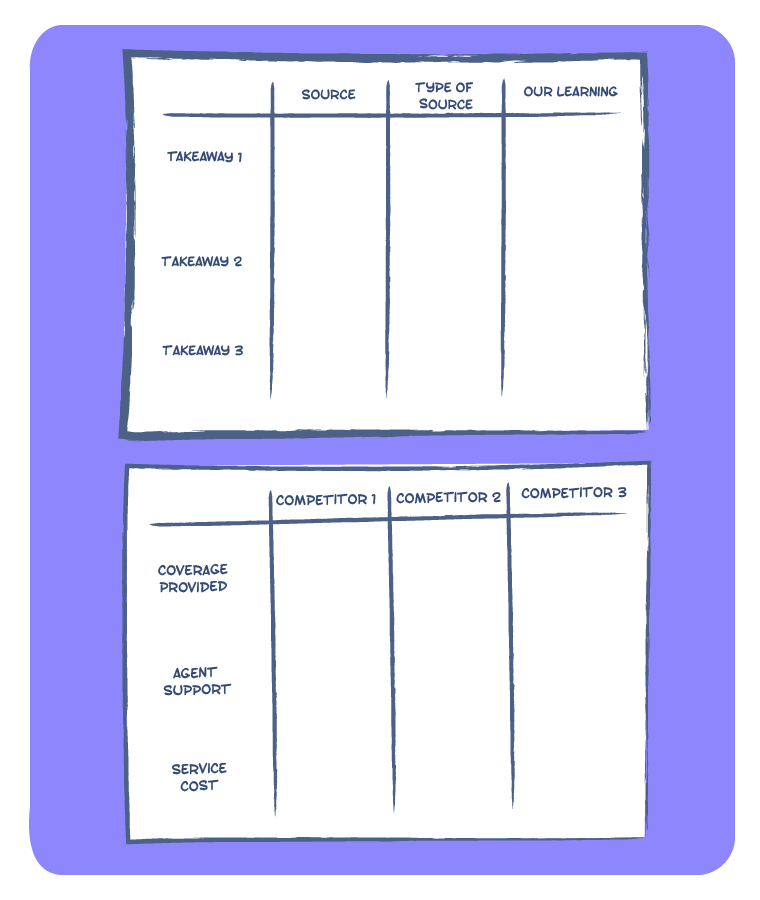 SOURCE
TYPE OF
SOURCE
OUR LEARNING
TAKEAWAY 1
TAKEAWAY 2
TAKEAWAY 3
COMPETITOR 1
COMPETITOR 2
COMPETITOR 3
COVERAGE
PROVIDED
AGENT
SUPPORT
SERVICE
COST